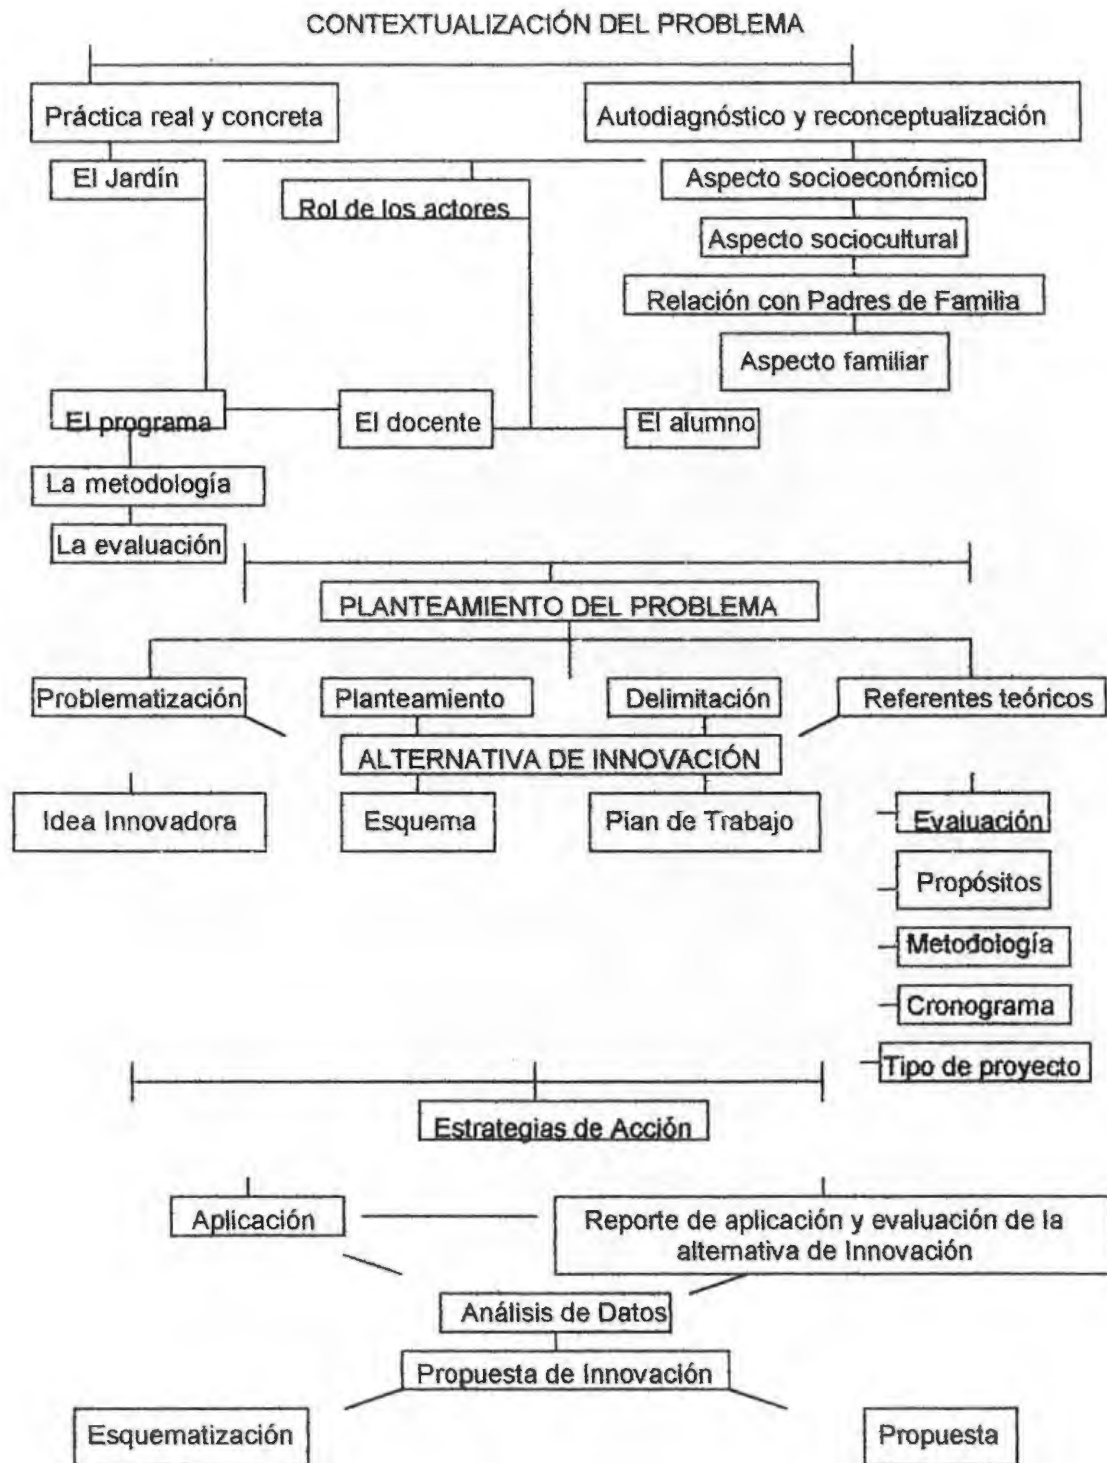 CONTEXTUALIZACIÓN DEL PROBLEMA
Práctica real y concreta
Autodiagnóstico y reconceptualización
El Jardín
Rol de los actores
Aspecto socioeconómico
Aspecto sociocultural
Relación con Padres de Familia
Aspecto familiar
El programa
El docente
El alumno
La metodología
La evaluación
PLANTEAMIENTO DEL PROBLEMA
Problematización
Planteamiento
Delimitación
Referentes teóricos
ALTERNATIVA DE INNOVACIÓN
Idea Innovadora
Esquema
Plan de Trabajo
Evaluación
Propósitos
Metodología
Cronograma
Tipo de proyecto
Estrategias de Acción
Aplicación
Reporte de aplicación y evaluación de la
alternativa de Innovación
Análisis de Datos
Propuesta de Innovación
Esquematización
Propuesta